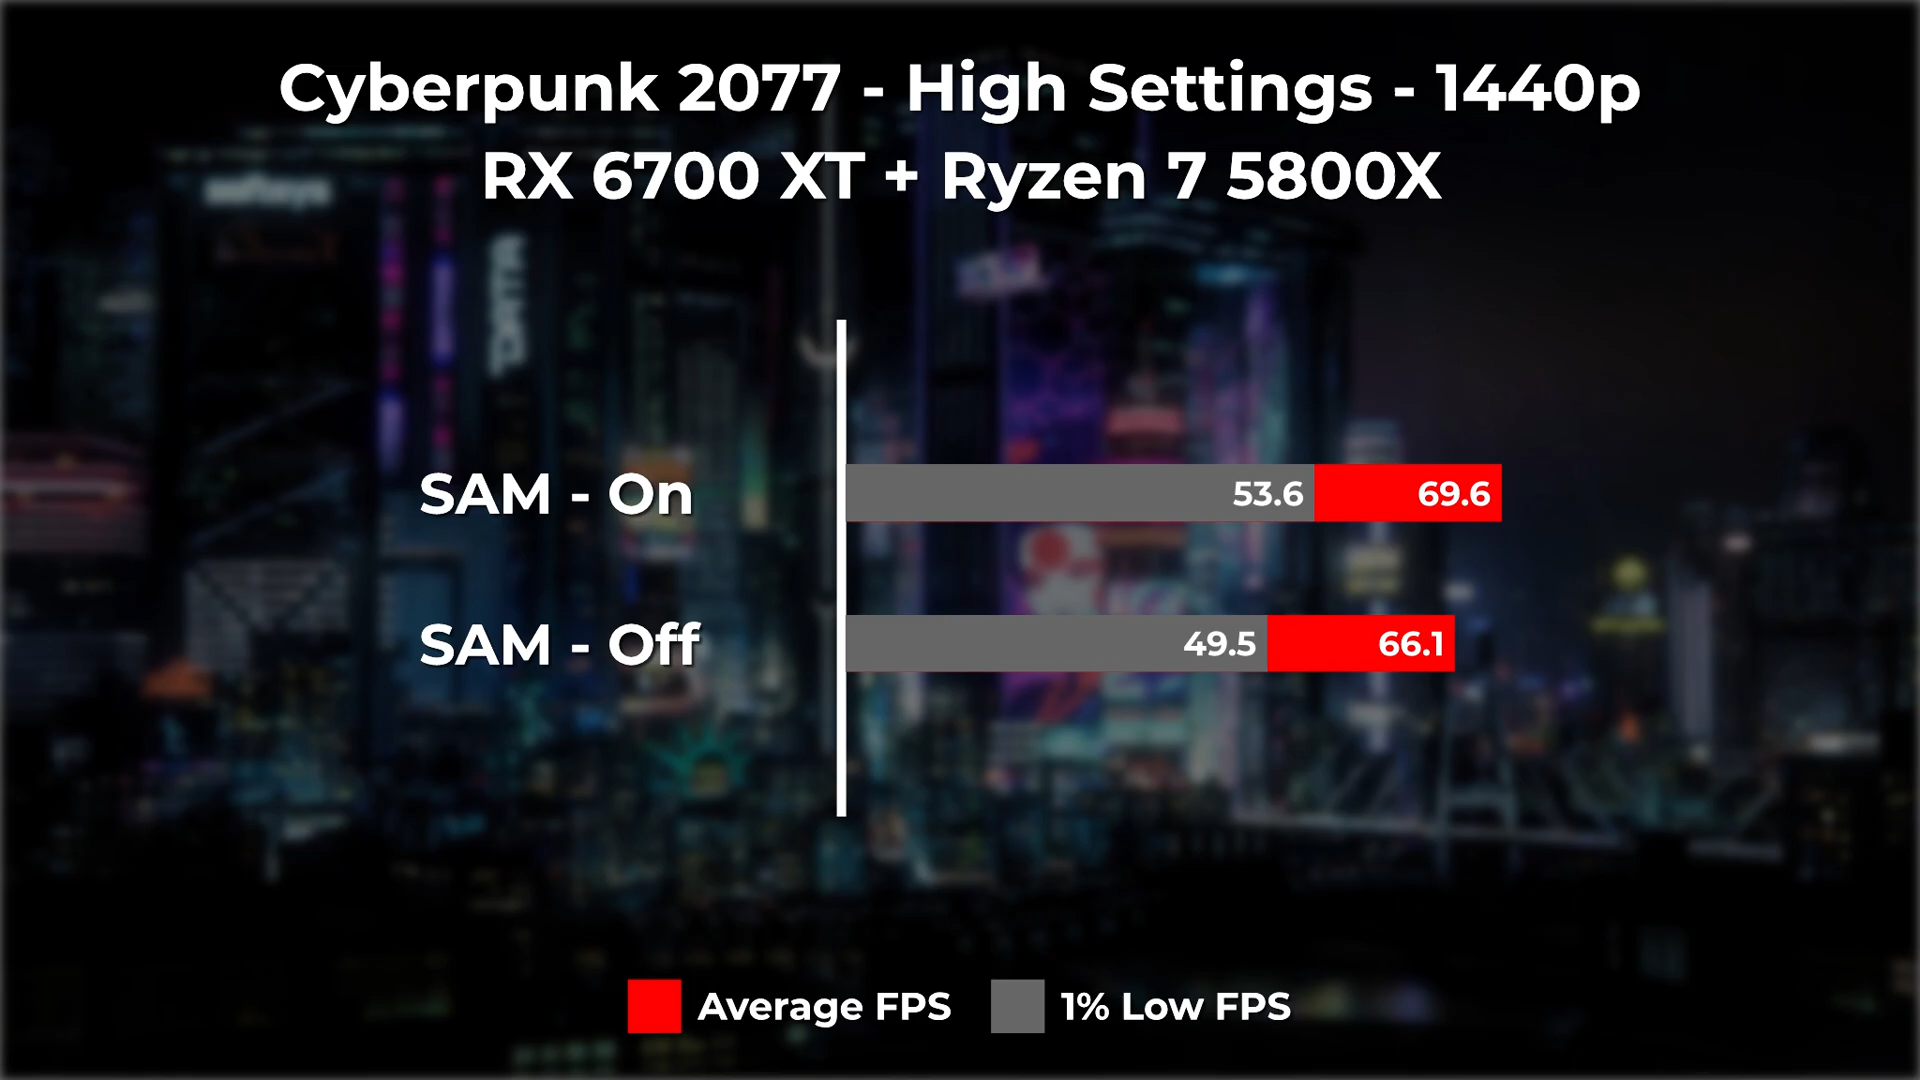 Cyberpunk 2077 - High Settings - 1440p
RX 6700 XT + Ryzen 7 5800X
SAM - On
53.6
69.6
SAM - Off
49.5
66.1
Average FPS
1% Low FPS